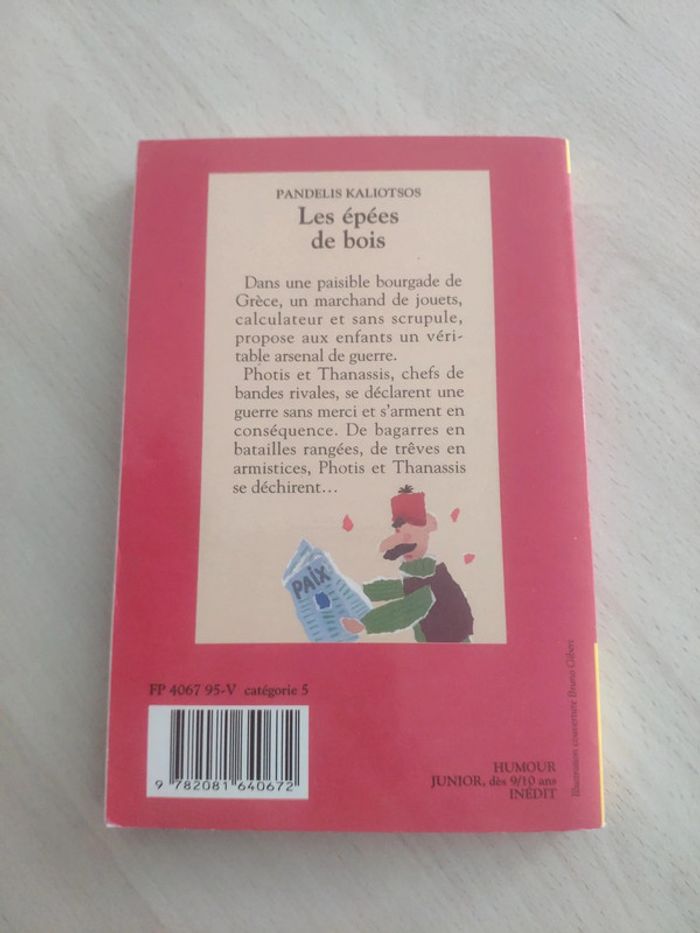 PANDELIS KALIOTSOS
Les épées
de bois
Dans une paisible bourgade de
Grèce, un marchand de jouets,
calculateur et sans scrupule,
propose aux enfants un véri-
table arsenal de guerre.
Photis et Thanassis, chefs de
bandes rivales, se déclarent une
guerre sans merci et s'arment en
conséquence. De bagarres en
batailles rangées, de trêves en
armistices, Photis et Thanassis
se déchirent...
PAIX
FP 4067 95-V catégorie 5
9 782081 640672
HUMOUR
JUNIOR, dès 9/10 ans
INÉDIT
Illustration couverture Bruno Gibert